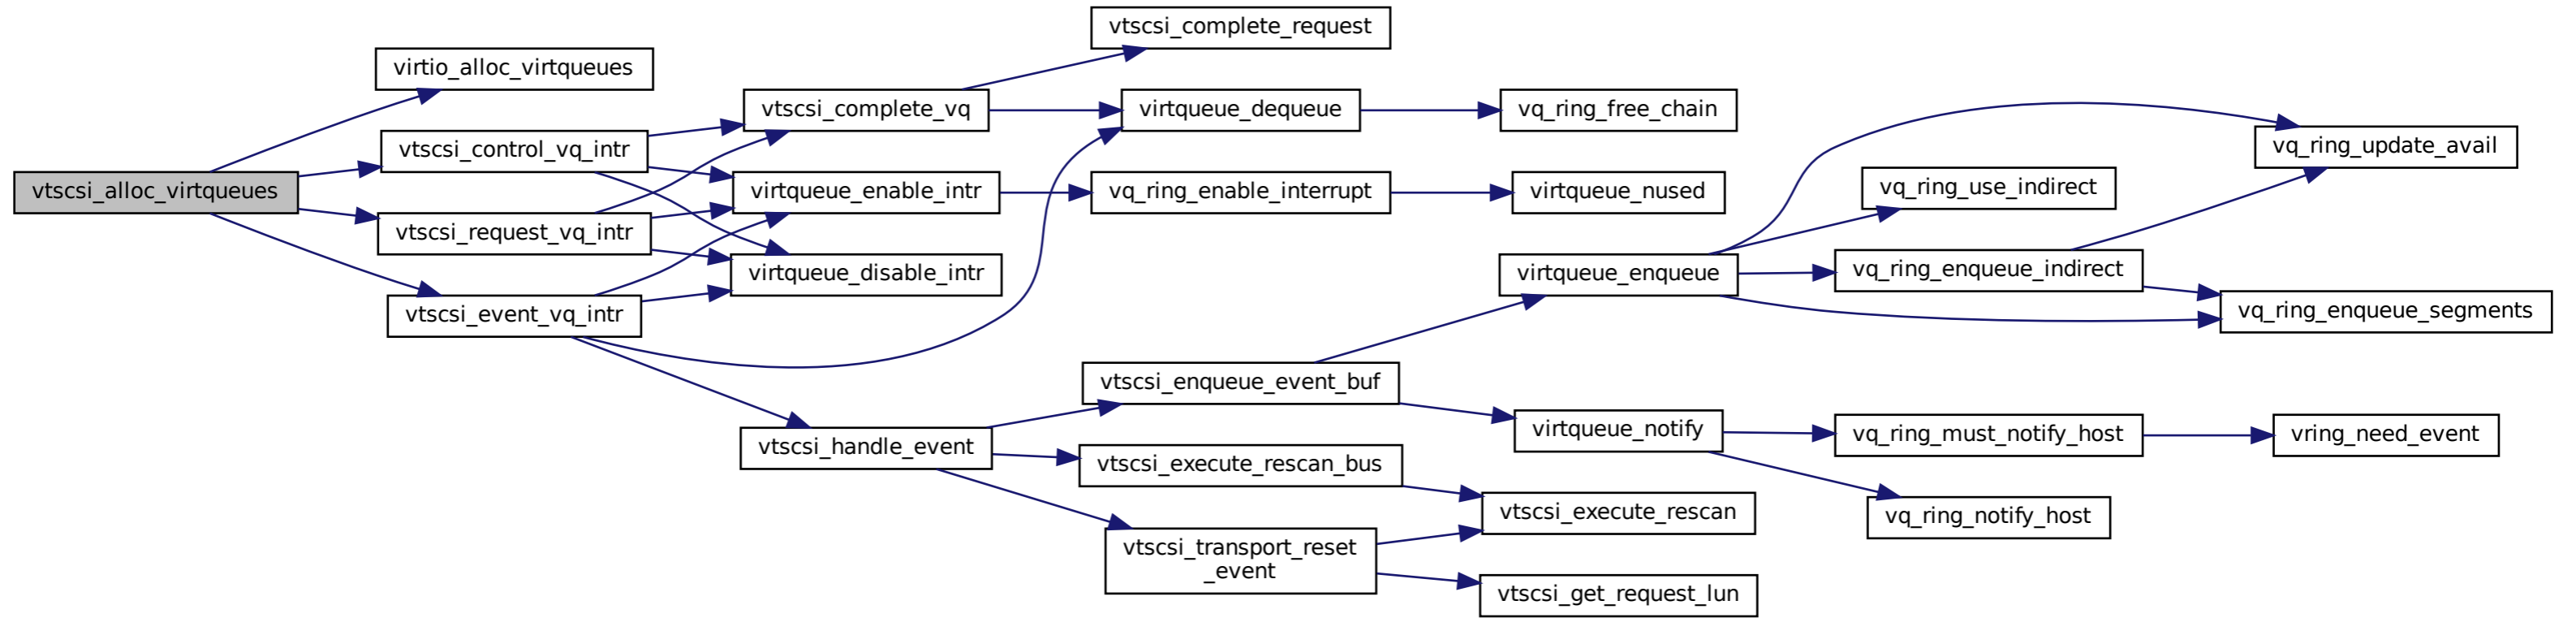 vtscsi_alloc_virtqueues
virtio_alloc_virtqueues
vtscsi_control_vq_intr
vtscsi_request_vq_intr
vtscsi_event_vq_intr
vtscsi_complete_vq
virtqueue_enable_intr
virtqueue_disable_intr
vtscsi_handle_event
vtscsi_complete_request
virtqueue_dequeue
vq_ring_enable_interrupt
vtscsi_enqueue_event_buf
vtscsi_execute_rescan_bus
vtscsi_transport_reset
_event
vq_ring_free_chain
virtqueue_nused
virtqueue_enqueue
virtqueue_notify
vtscsi_execute_rescan
vtscsi_get_request_lun
vq_ring_use_indirect
vq_ring_enqueue_indirect
vq_ring_must_notify_host
vq_ring_notify_host
vq_ring_update_avail
vq_ring_enqueue_segments
vring_need_event